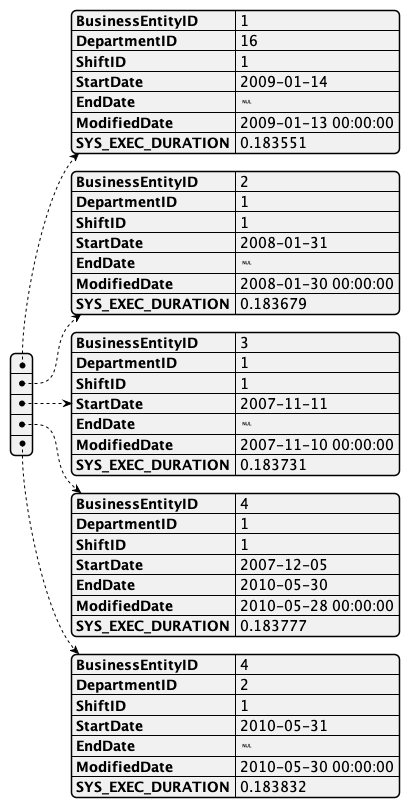 BusinessEntityID 1
DepartmentID 16
ShiftID 1
StartDate 2009-01-14
EndDate NUL
ModifiedDate 2009-01-13 00:00:00
SYS_EXEC_DURATION 0.183551
BusinessEntityID 2
DepartmentID 1
ShiftID 1
StartDate 2008-01-31
EndDate NUL
ModifiedDate 2008-01-30 00:00:00
SYS_EXEC_DURATION 0.183679
BusinessEntityID 3
DepartmentID 1
ShiftID 1
StartDate 2007-11-11
EndDate NUL
ModifiedDate 2007-11-10 00:00:00
SYS_EXEC_DURATION 0.183731
BusinessEntityID 4
DepartmentID 1
ShiftID 1
StartDate 2007-12-05
EndDate 2010-05-30
ModifiedDate 2010-05-28 00:00:00
SYS_EXEC_DURATION 0.183777
BusinessEntityID 4
DepartmentID 2
ShiftID 1
StartDate 2010-05-31
EndDate NUL
ModifiedDate 2010-05-30 00:00:00
SYS_EXEC_DURATION 0.183832